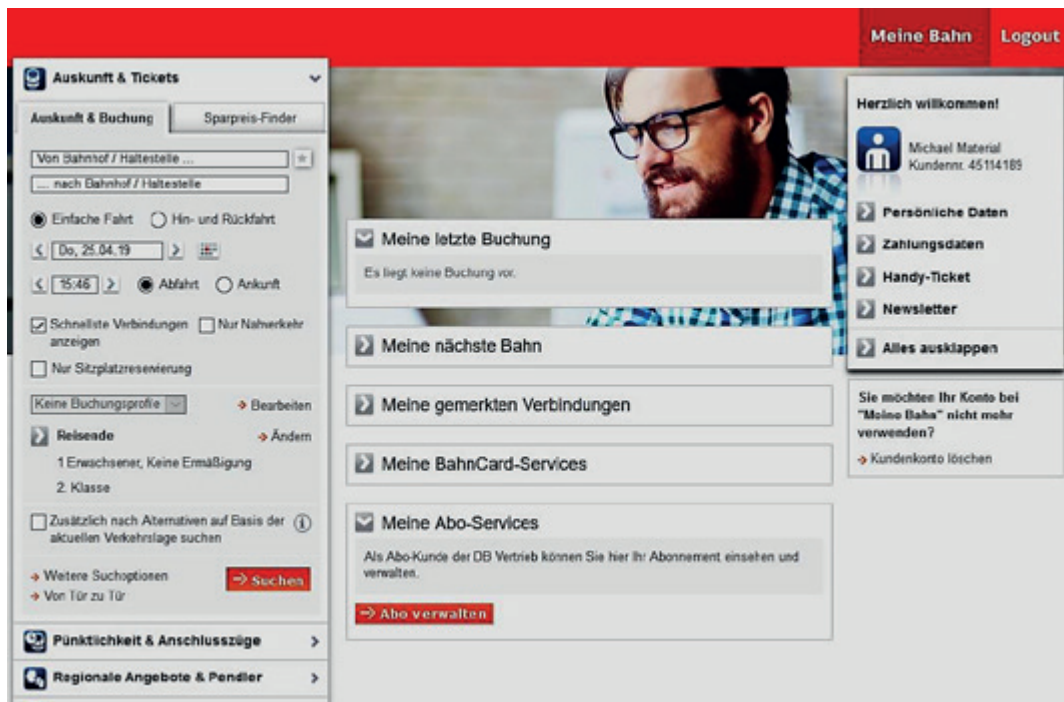 Meine Bahn
Logout
Auskunft & Tickets
Auskunft & Buchung
Sparpreis-Finder
Von Bahnhof / Haltestelle ...
... nach Bahnhof / Haltestelle
Einfache Fahrt
Hin- und Rückfahrt
Do, 25.04.19
15:46
Abfahrt
Ankunft
Schnellste Verbindungen anzeigen
Nur Nahverkehr
Nur Sitzplatzreservierung
Keine Buchungsprofile
Bearbeiten
Reisende
Ändern
1 Erwachsener, Keine Ermäßigung
2. Klasse
Zusätzlich nach Alternativen auf Basis der
aktuellen Verkehrslage suchen
Weitere Suchoptionen
Von Tür zu Tür
Suchen
Pünktlichkeit & Anschlusszüge
Regionale Angebote & Pendler
Meine letzte Buchung
Es liegt keine Buchung vor.
Meine nächste Bahn
Meine gemerkten Verbindungen
Meine BahnCard-Services
Meine Abo-Services
Als Abo-Kunde der DB Vertrieb können Sie hier Ihr Abonnement einsehen und
verwalten.
Abo verwalten
Herzlich willkommen!
Michael Material
Kundennr. 45114189
Persönliche Daten
Zahlungsdaten
Handy-Ticket
Newsletter
Alles ausklappen
Sie möchten Ihr Konto bei
"Meine Bahn" nicht mehr
verwenden?
Kundenkonto löschen